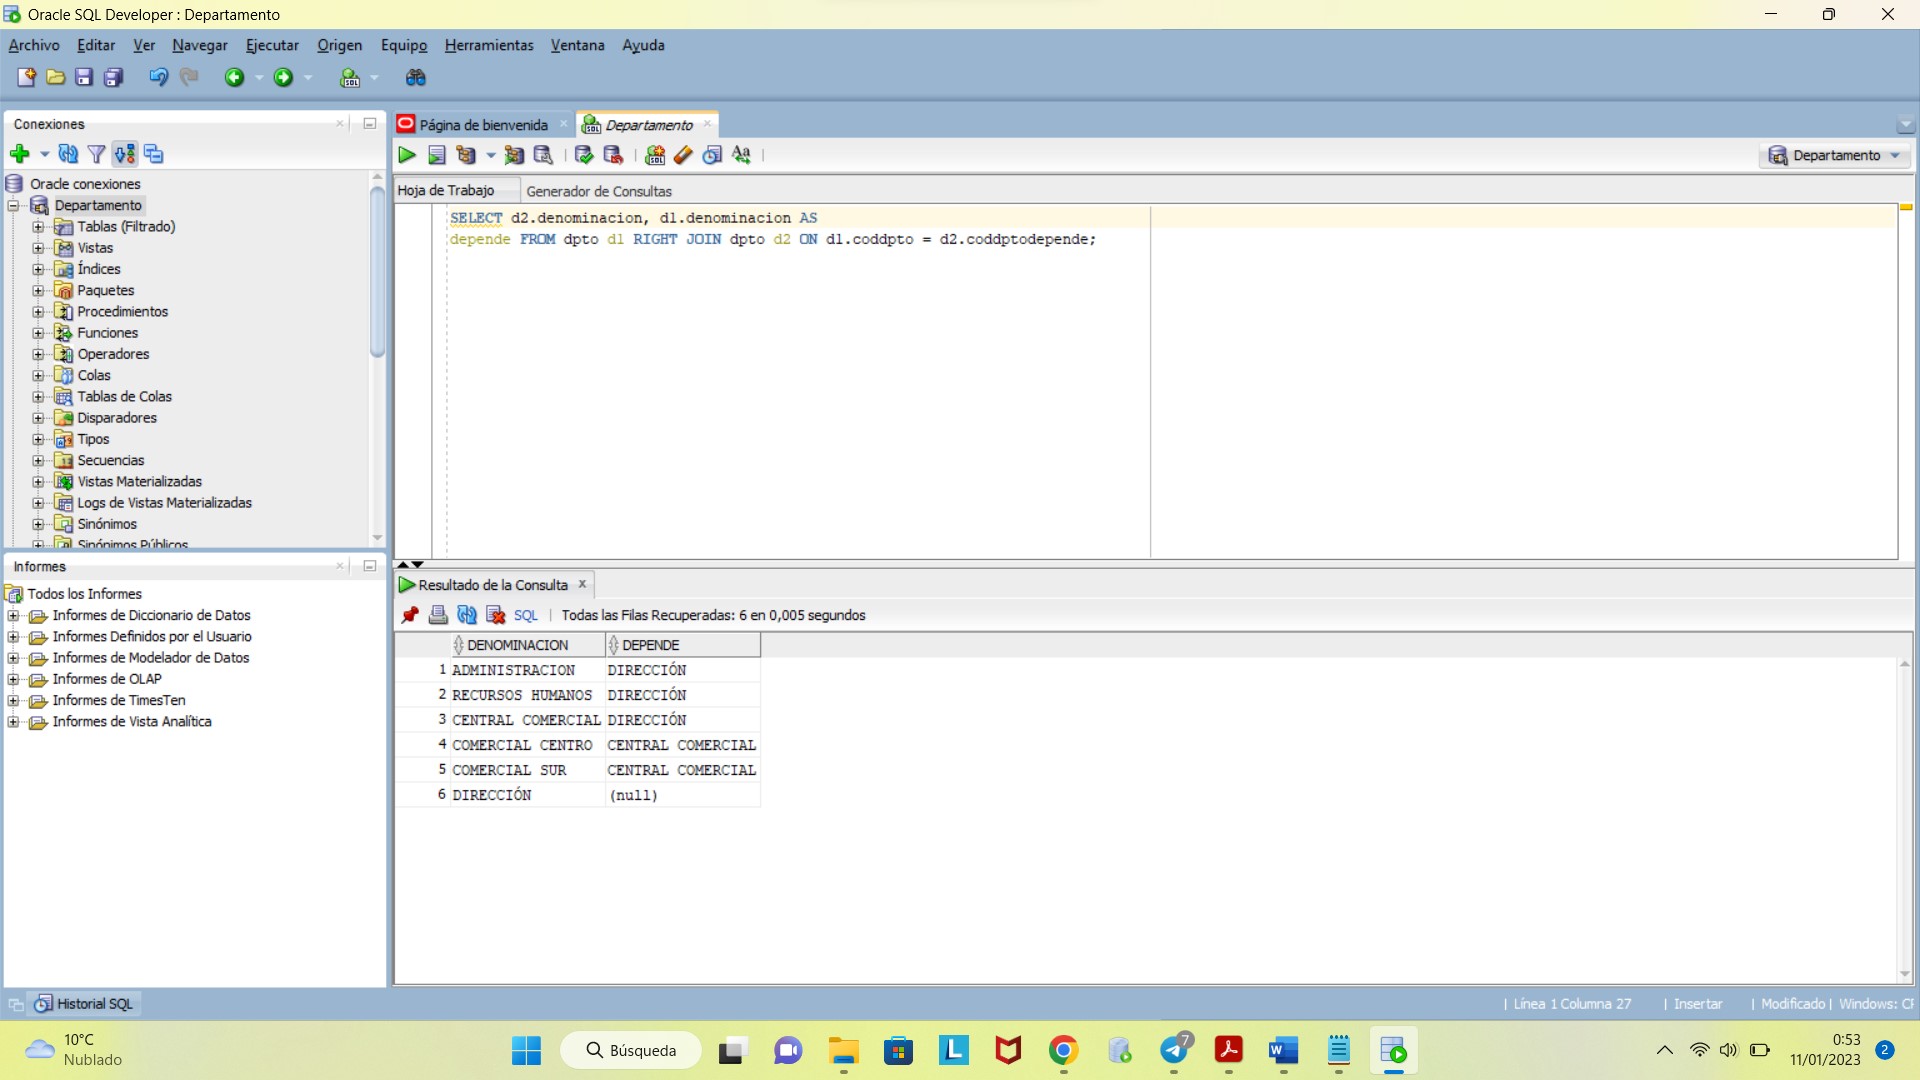 Oracle SQL Developer : Departamento
Archivo Editar Ver Navegar Ejecutar Origen Equipo Herramientas Ventana Ayuda
Conexiones
Oracle conexiones
Departamento
Tablas (Filtrado)
Vistas
Índices
Paquetes
Procedimientos
Funciones
Operadores
Colas
Tablas de Colas
Disparadores
Tipos
Secuencias
Vistas Materializadas
Logs de Vistas Materializadas
Sinónimos
Sinónimos Públicos
Informes
Todos los Informes
Informes de Diccionario de Datos
Informes Definidos por el Usuario
Informes de Modelador de Datos
Informes de OLAP
Informes de TimesTen
Informes de Vista Analítica
Página de bienvenida
Departamento
Departamento
Hoja de Trabajo Generador de Consultas
SELECT d2.denominacion, d1.denominacion AS
depende FROM dpto d1 RIGHT JOIN dpto d2 ON d1.coddpto = d2.coddptodepende;
Resultado de la Consulta
SQL | Todas las Filas Recuperadas: 6 en 0,005 segundos
DENOMINACION DEPENDE
1 ADMINISTRACION DIRECCIÓN
2 RECURSOS HUMANOS DIRECCIÓN
3 CENTRAL COMERCIAL DIRECCIÓN
4 COMERCIAL CENTRO CENTRAL COMERCIAL
5 COMERCIAL SUR CENTRAL COMERCIAL
6 DIRECCIÓN (null)
Historial SQL
| Línea 1 Columna 27 | Insertar | Modificado | Windows: CR
10°C
Nublado
Búsqueda
7
0:53
11/01/2023
2